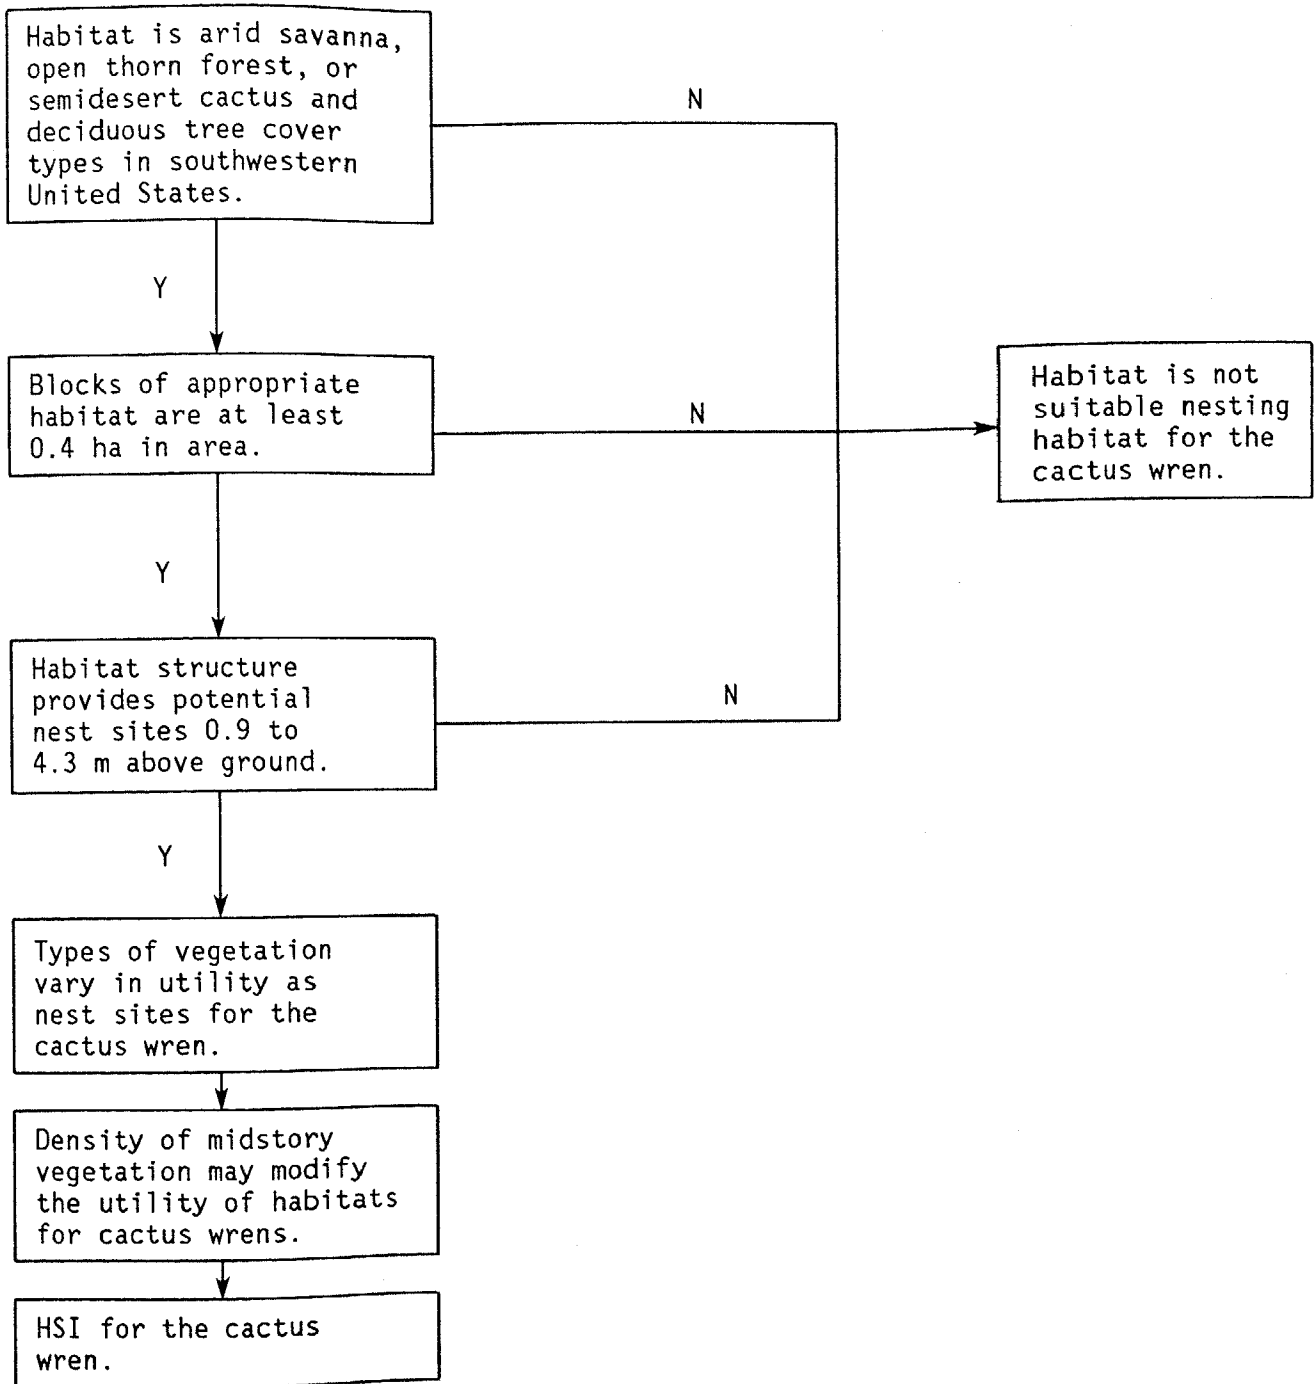 Habitat is arid savanna,
open thorn forest, or
semidesert cactus and
deciduous tree cover
types in southwestern
United States.
N
Y
Blocks of appropriate
habitat are at least
0.4 ha in area.
N
Habitat is not
suitable nesting
habitat for the
cactus wren.
Y
Habitat structure
provides potential
nest sites 0.9 to
4.3 m above ground.
N
Y
Types of vegetation
vary in utility as
nest sites for the
cactus wren.
Density of midstory
vegetation may modify
the utility of habitats
for cactus wrens.
HSI for the cactus
wren.